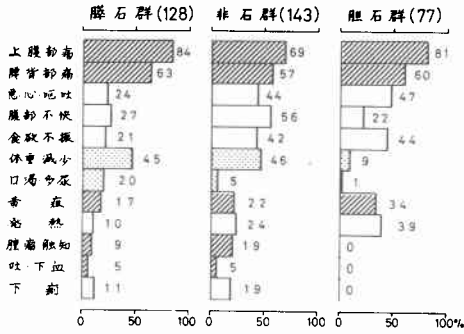 膵石群(128) 非石群(143) 胆石群(77)
上腹部痛 84 69 81
腰背部痛 63 57 60
悪心·嘔吐 24 44 47
腹部不快 27 56 22
食欲不振 21 42 44
体重減少 45 46 9
口渇多尿 20 5 1
黄疸 17 22 34
発熱 10 24 39
腫瘤触知 9 19 0
吐·下血 5 5 0
下痢 11 19 0
0 50 100 0 50 100 0 50 100%